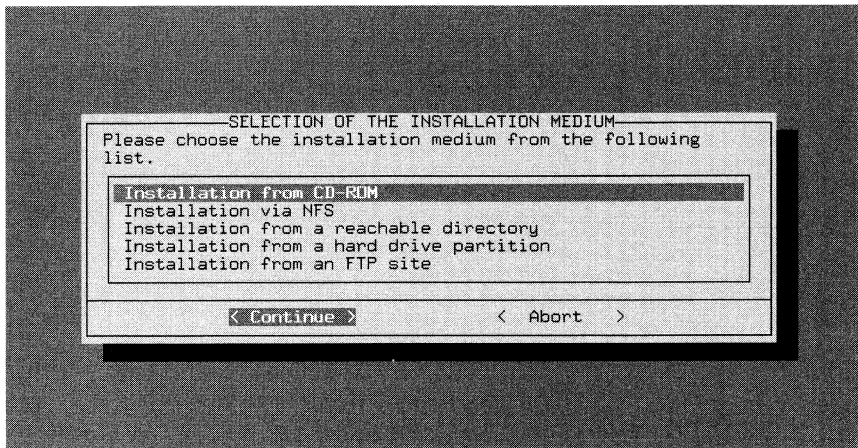 SELECTION OF THE INSTALLATION MEDIUM
Please choose the installation medium from the following
list.
Installation from CD-ROM
Installation via NFS
Installation from a reachable directory
Installation from a hard drive partition
Installation from an FTP site
< Continue > < Abort >